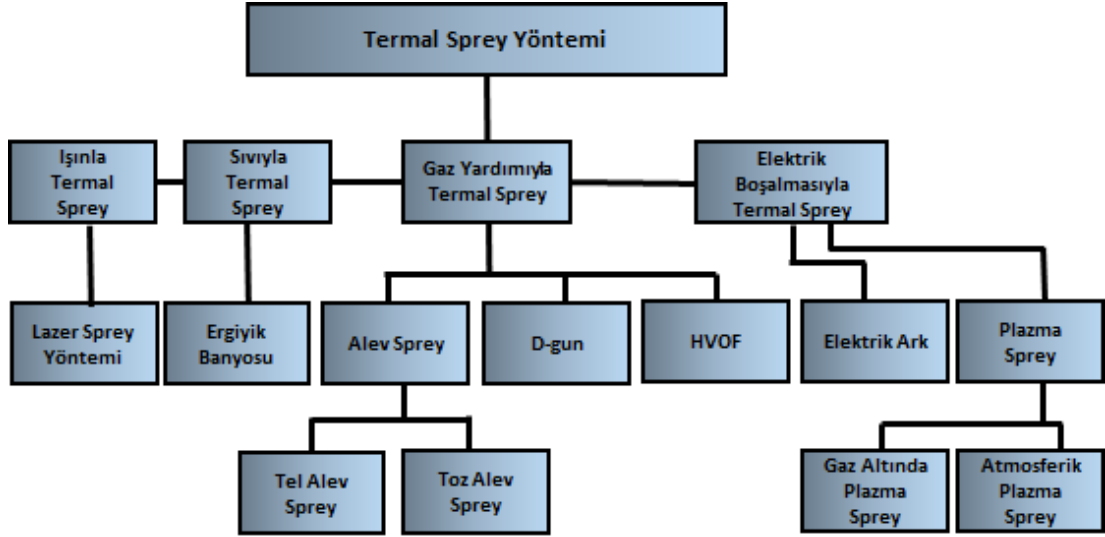 Termal Sprey Yöntemi
Işınla
Termal
Sprey
Sıvıyla
Termal
Sprey
Gaz Yardımıyla
Termal Sprey
Elektrik
Boşalmasıyla
Termal Sprey
Lazer Sprey
Yöntemi
Ergiyik
Banyosu
Alev Sprey
D-gun
HVOF
Elektrik Ark
Plazma
Sprey
Tel Alev
Sprey
Toz Alev
Sprey
Gaz Altında
Plazma
Sprey
Atmosferik
Plazma
Sprey